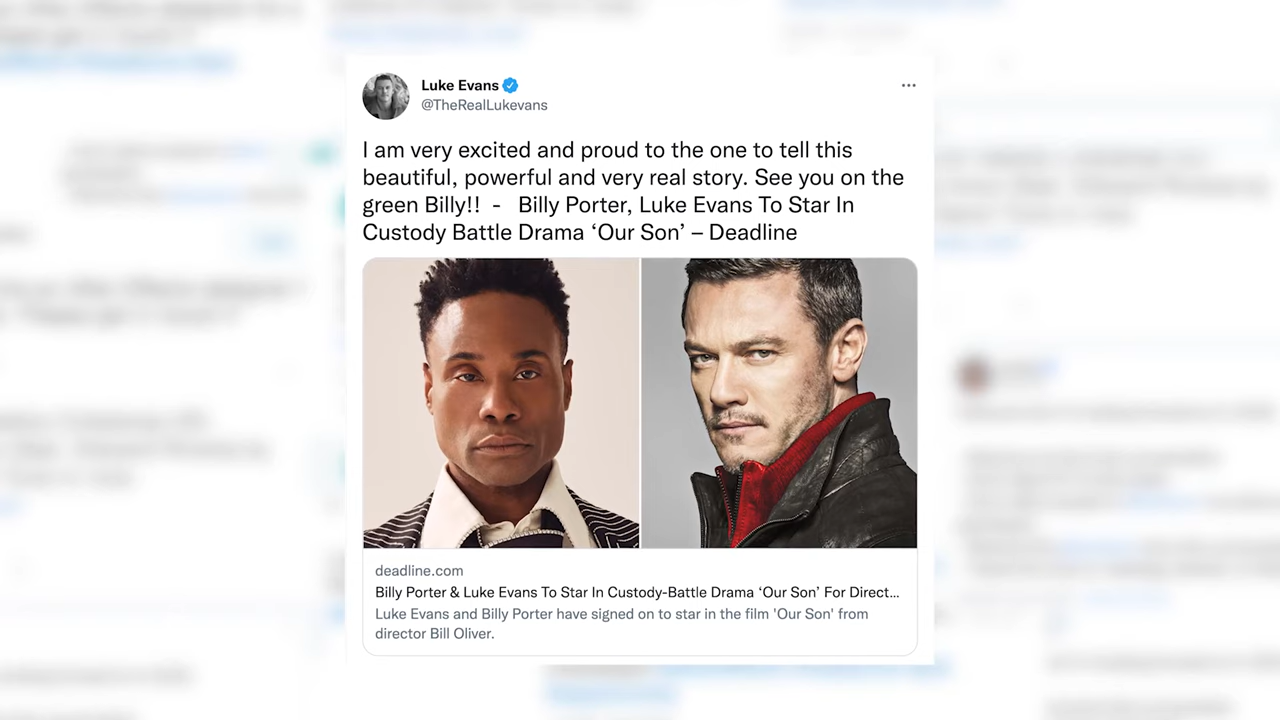 Luke Evans
@TheRealLukevans
I am very excited and proud to the one to tell this
beautiful, powerful and very real story. See you on the
green Billy!!  -   Billy Porter, Luke Evans To Star In
Custody Battle Drama ‘Our Son’ – Deadline
deadline.com
Billy Porter & Luke Evans To Star In Custody-Battle Drama ‘Our Son’ For Direct...
Luke Evans and Billy Porter have signed on to star in the film 'Our Son' from
director Bill Oliver.